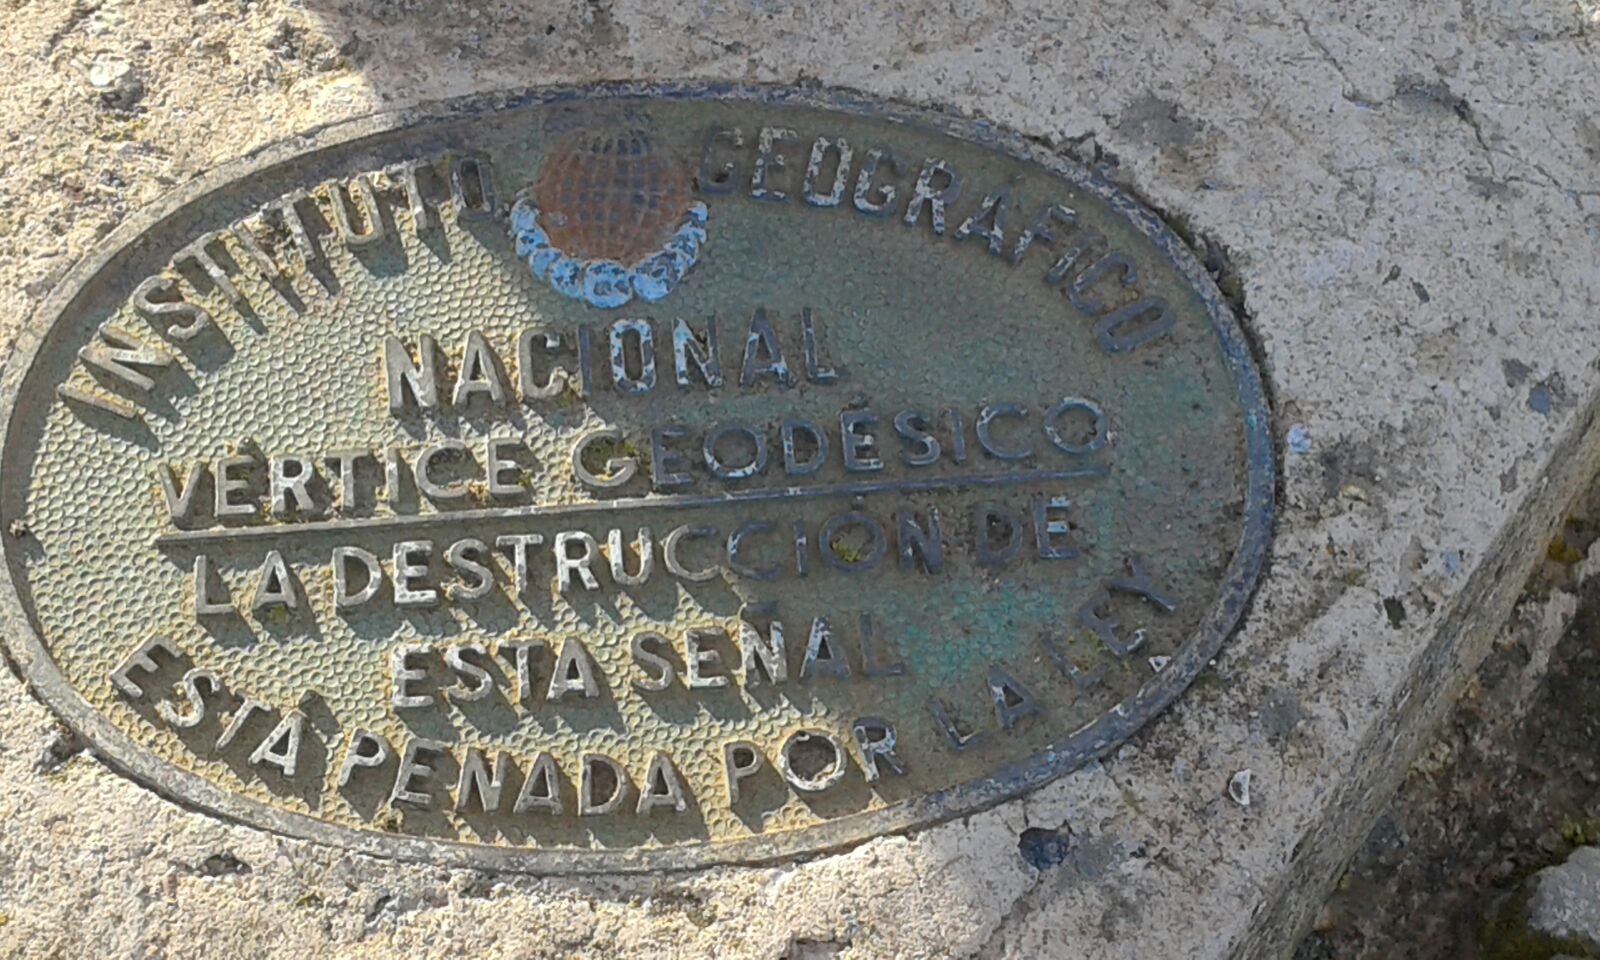 INSTITUTO GEOGRÁFICO
NACIONAL
VÉRTICE GEODÉSICO
LA DESTRUCCIÓN DE
ESTA SEÑAL
ESTÁ PENADA POR LA LEY